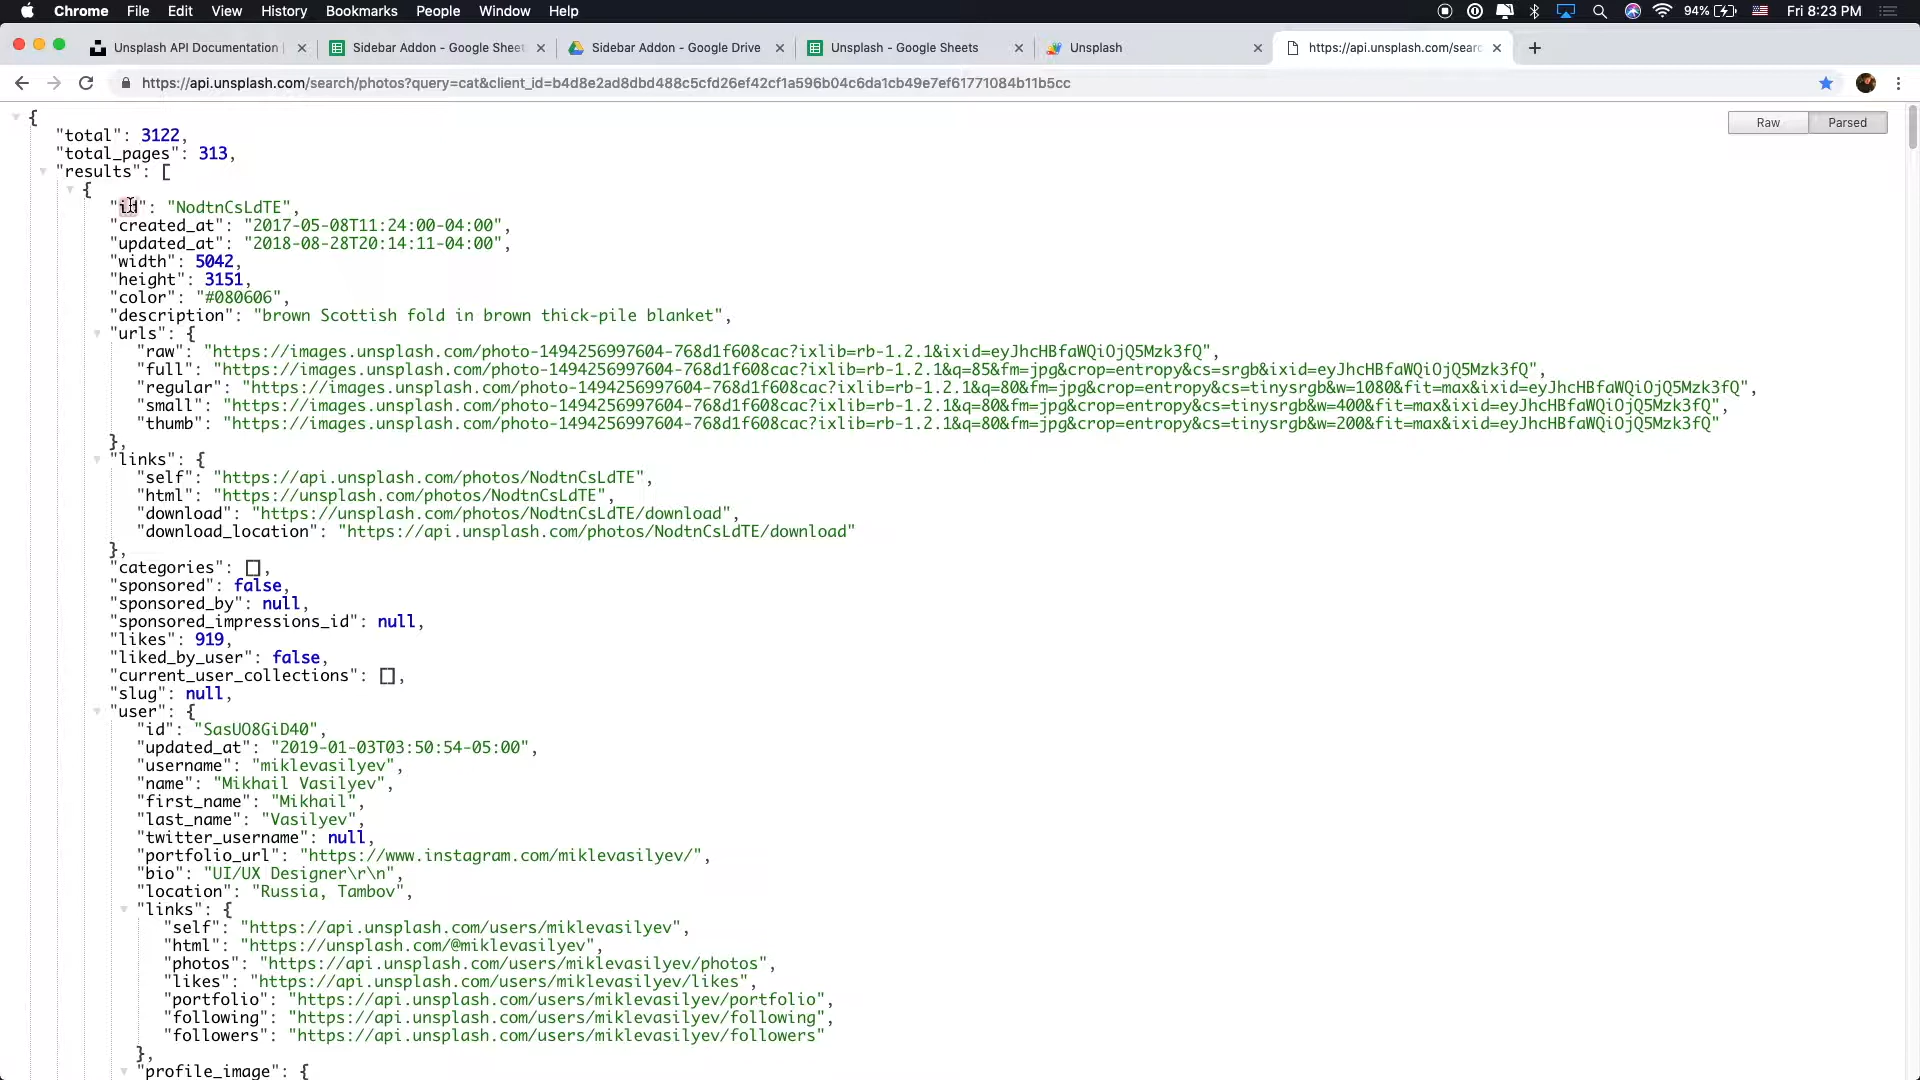 Chrome File Edit View History Bookmarks People Window Help 94% Fri 8:23 PM
Unsplash API Documentation | Sidebar Addon - Google Sheet Sidebar Addon - Google Drive Unsplash - Google Sheets Unsplash https://api.unsplash.com/searc
https://api.unsplash.com/search/photos?query=cat&client_id=b4d8e2ad8dbd488c5cfd26ef42cf1a596b04c6da1cb49e7ef61771084b11b5cc
Raw Parsed
{
"total": 3122,
"total_pages": 313,
"results": [
{
"id": "NodtnCsLdTE",
"created_at": "2017-05-08T11:24:00-04:00",
"updated_at": "2018-08-28T20:14:11-04:00",
"width": 5042,
"height": 3151,
"color": "#080606",
"description": "brown Scottish fold in brown thick-pile blanket",
"urls": {
"raw": "https://images.unsplash.com/photo-1494256997604-768d1f608cac?ixlib=rb-1.2.1&ixid=eyJhcHBfaWQiOjQ5Mzk3fQ",
"full": "https://images.unsplash.com/photo-1494256997604-768d1f608cac?ixlib=rb-1.2.1&q=85&fm=jpg&crop=entropy&cs=srgb&ixid=eyJhcHBfaWQiOjQ5Mzk3fQ",
"regular": "https://images.unsplash.com/photo-1494256997604-768d1f608cac?ixlib=rb-1.2.1&q=80&fm=jpg&crop=entropy&cs=tinysrgb&w=1080&fit=max&ixid=eyJhcHBfaWQiOjQ5Mzk3fQ",
"small": "https://images.unsplash.com/photo-1494256997604-768d1f608cac?ixlib=rb-1.2.1&q=80&fm=jpg&crop=entropy&cs=tinysrgb&w=400&fit=max&ixid=eyJhcHBfaWQiOjQ5Mzk3fQ",
"thumb": "https://images.unsplash.com/photo-1494256997604-768d1f608cac?ixlib=rb-1.2.1&q=80&fm=jpg&crop=entropy&cs=tinysrgb&w=200&fit=max&ixid=eyJhcHBfaWQiOjQ5Mzk3fQ"
},
"links": {
"self": "https://api.unsplash.com/photos/NodtnCsLdTE",
"html": "https://unsplash.com/photos/NodtnCsLdTE",
"download": "https://unsplash.com/photos/NodtnCsLdTE/download",
"download_location": "https://api.unsplash.com/photos/NodtnCsLdTE/download"
},
"categories": [],
"sponsored": false,
"sponsored_by": null,
"sponsored_impressions_id": null,
"likes": 919,
"liked_by_user": false,
"current_user_collections": [],
"slug": null,
"user": {
"id": "SasUO8GiD40",
"updated_at": "2019-01-03T03:50:54-05:00",
"username": "miklevasilyev",
"name": "Mikhail Vasilyev",
"first_name": "Mikhail",
"last_name": "Vasilyev",
"twitter_username": null,
"portfolio_url": "https://www.instagram.com/miklevasilyev/",
"bio": "UI/UX Designer\r\n",
"location": "Russia, Tambov",
"links": {
"self": "https://api.unsplash.com/users/miklevasilyev",
"html": "https://unsplash.com/@miklevasilyev",
"photos": "https://api.unsplash.com/users/miklevasilyev/photos",
"likes": "https://api.unsplash.com/users/miklevasilyev/likes",
"portfolio": "https://api.unsplash.com/users/miklevasilyev/portfolio",
"following": "https://api.unsplash.com/users/miklevasilyev/following",
"followers": "https://api.unsplash.com/users/miklevasilyev/followers"
},
"profile_image": {